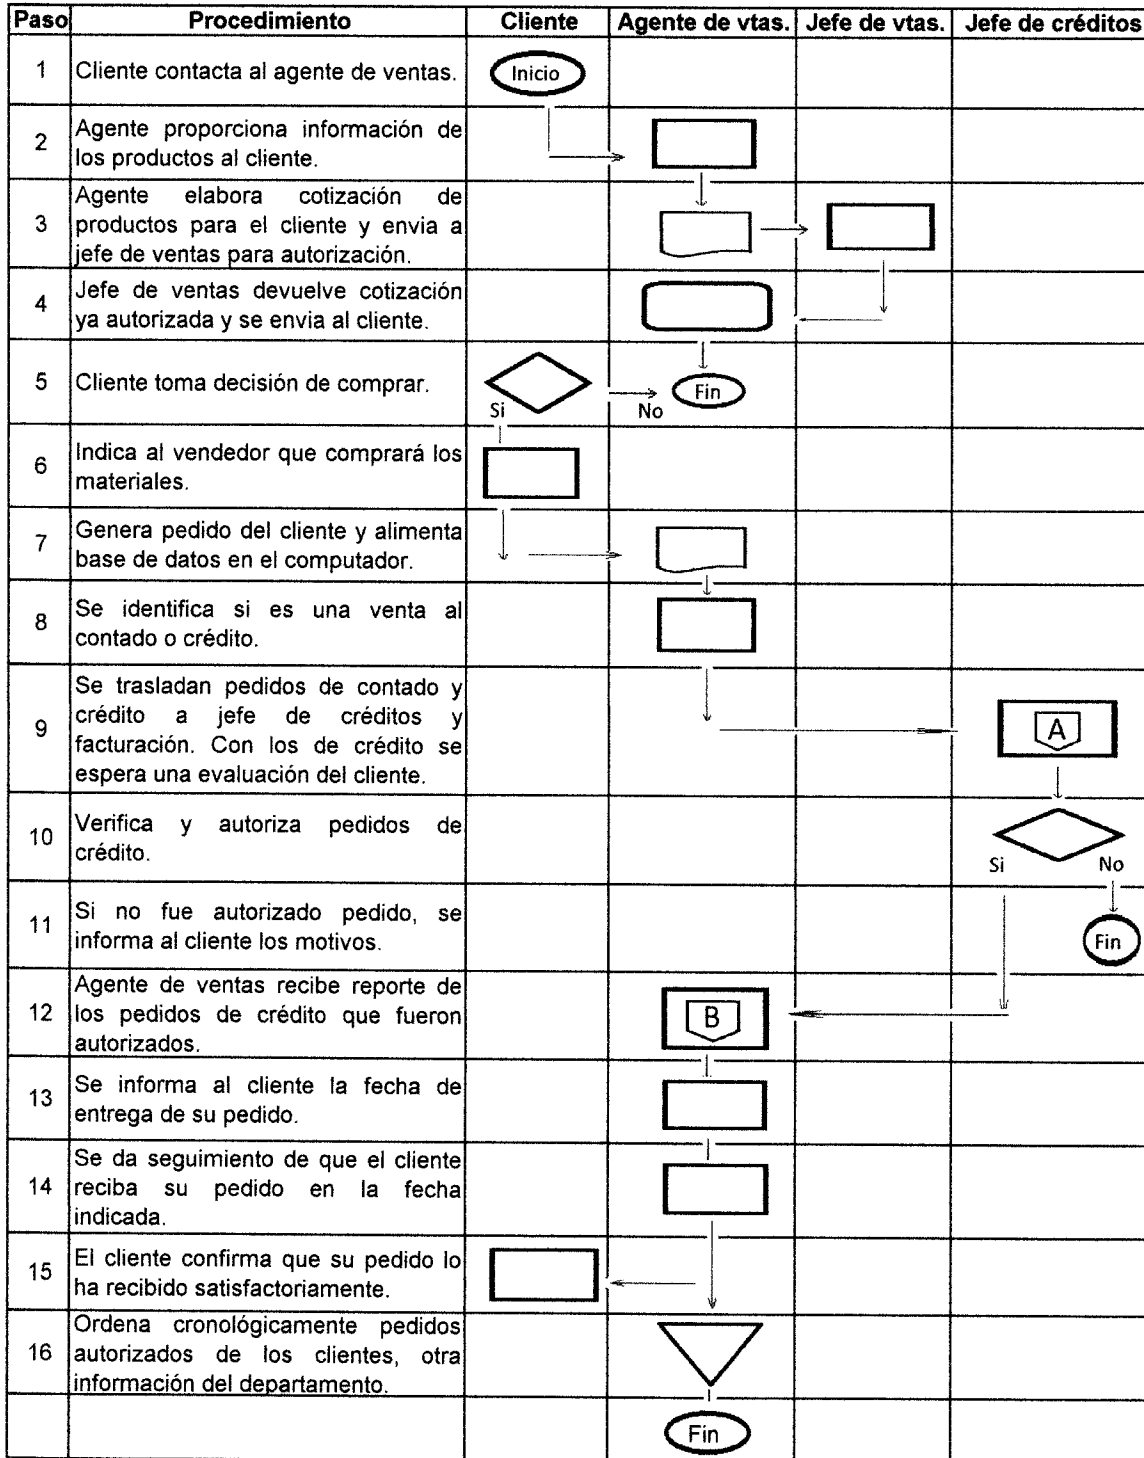 Paso Procedimiento Cliente Agente de vtas. Jefe de vtas. Jefe de créditos
1 Cliente contacta al agente de ventas. Inicio
2 Agente proporciona información de
los productos al cliente.
3 Agente elabora cotización de
productos para el cliente y envia a
jefe de ventas para autorización.
4 Jefe de ventas devuelve cotización
ya autorizada y se envia al cliente.
5 Cliente toma decisión de comprar. Fin
Si No
6 Indica al vendedor que comprará los
materiales.
7 Genera pedido del cliente y alimenta
base de datos en el computador.
8 Se identifica si es una venta al
contado o crédito.
9 Se trasladan pedidos de contado y
crédito a jefe de créditos y
facturación. Con los de crédito se
espera una evaluación del cliente.
A
10 Verifica y autoriza pedidos de
crédito.
Si No
11 Si no fue autorizado pedido, se
informa al cliente los motivos.
Fin
12 Agente de ventas recibe reporte de
los pedidos de crédito que fueron
autorizados.
B
13 Se informa al cliente la fecha de
entrega de su pedido.
14 Se da seguimiento de que el cliente
reciba su pedido en la fecha
indicada.
15 El cliente confirma que su pedido lo
ha recibido satisfactoriamente.
16 Ordena cronológicamente pedidos
autorizados de los clientes, otra
información del departamento.
Fin